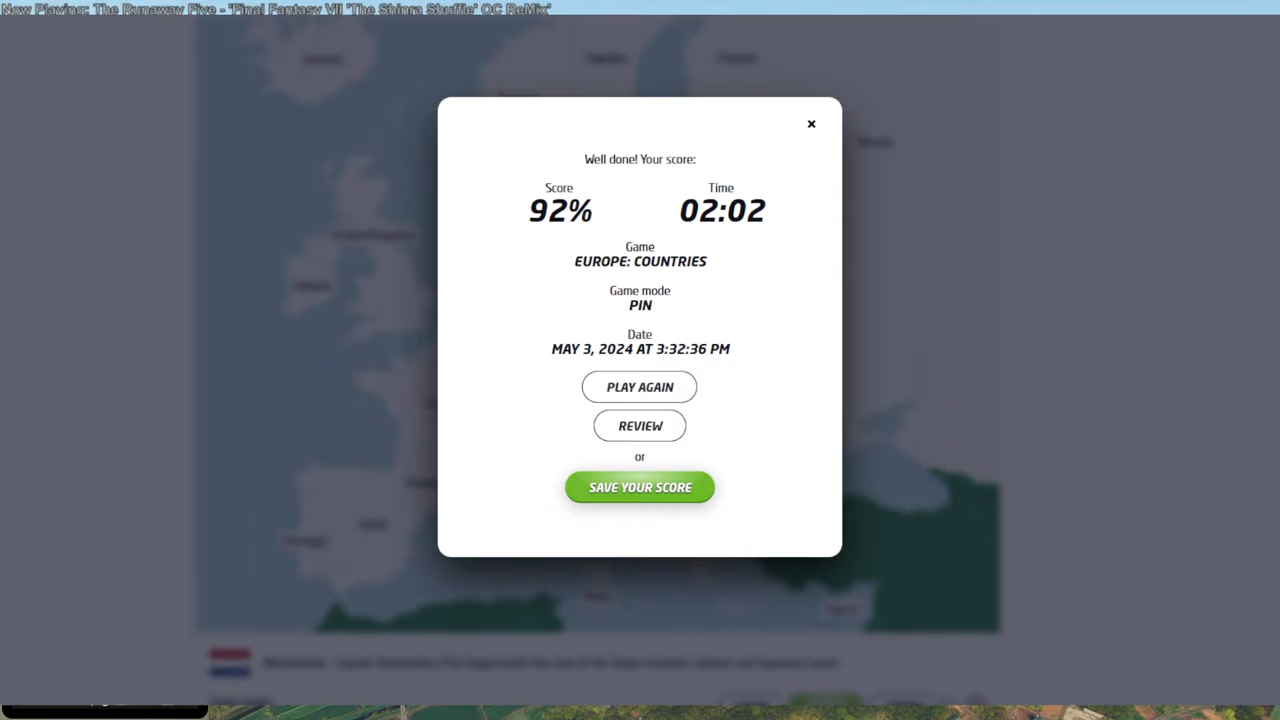 Now Playing: The Runaway Five - 'Final Fantasy VII 'The Shinra Shuffle' OC ReMix'
×
Well done! Your score:
Score Time
92% 02:02
Game
EUROPE: COUNTRIES
Game mode
PIN
Date
MAY 3, 2024 AT 3:32:36 PM
PLAY AGAIN
REVIEW
or
SAVE YOUR SCORE
Spain
Portugal